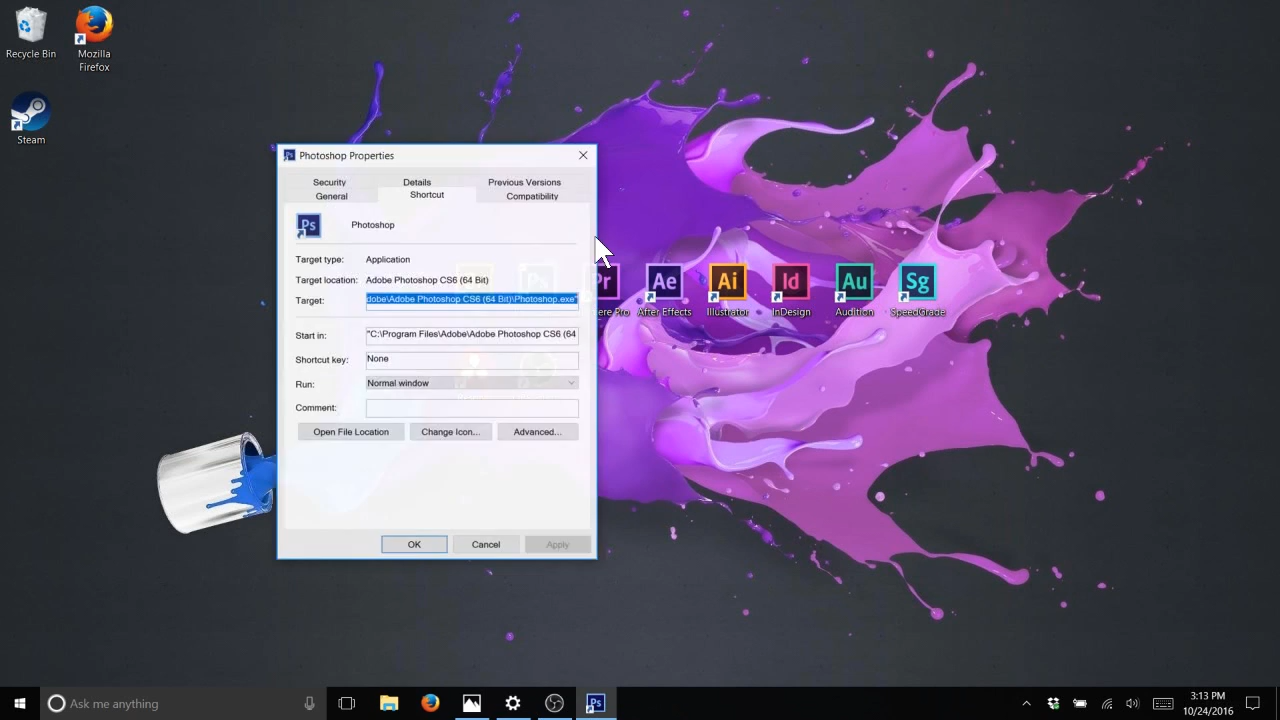 Recycle Bin
Mozilla
Firefox
Steam
Photoshop Properties
Security
Details
Previous Versions
General
Shortcut
Compatibility
Ps
Photoshop
Target type:
Application
Target location:
Adobe Photoshop CS6 (64 Bit)
Target:
dobe\Adobe Photoshop CS6 (64 Bit)\Photoshop.exe"
Start in:
"C:\Program Files\Adobe\Adobe Photoshop CS6 (64
Shortcut key:
None
Run:
Normal window
Comment:
Open File Location
Change Icon...
Advanced...
OK
Cancel
Apply
Ps
Pr
Ae
Ai
Id
Au
Sg
ere Pro
After Effects
Illustrator
InDesign
Audition
SpeedGrade
Ask me anything
Ps
3:13 PM
10/24/2016